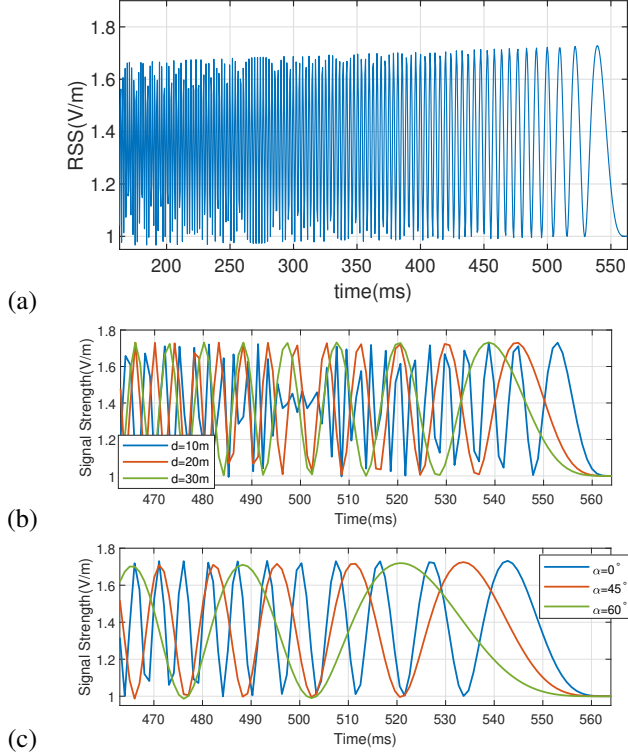 1.8
1.6
1.4
1.2
1
RSS(V/m)
200 250 300 350 400 450 500 550
time(ms)
(a)
1.8
1.6
1.4
1.2
1
Signal Strength(V/m)
d=10m
d=20m
d=30m
470 480 490 500 510 520 530 540 550 560
Time(ms)
(b)
1.8
1.6
1.4
1.2
1
Signal Strength(V/m)
α=0°
α=45°
α=60°
470 480 490 500 510 520 530 540 550 560
Time(ms)
(c)